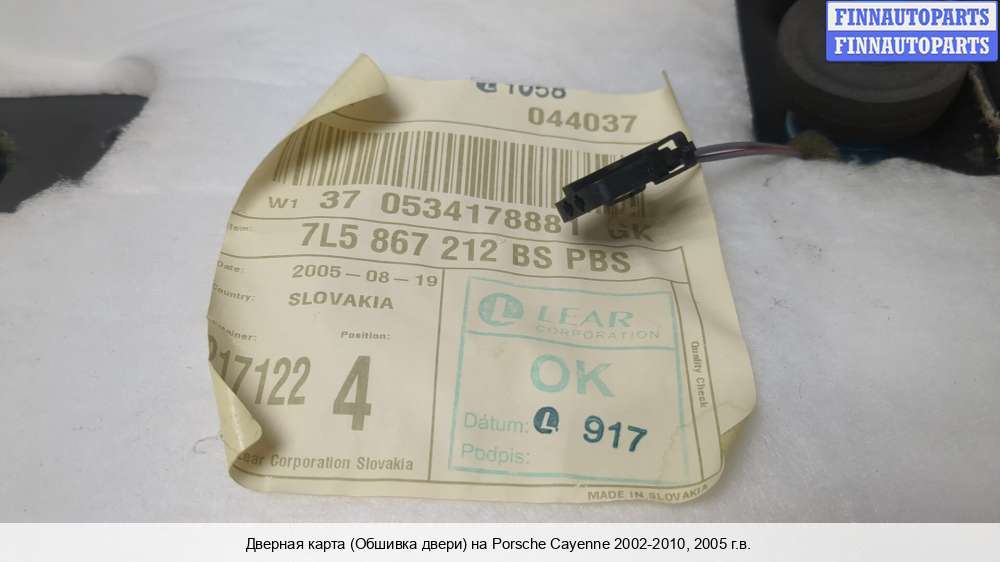 FINNAUTOPARTS
FINNAUTOPARTS
L 1058
044037
W1 37 0534178881 GK
Item:
7L5 867 212 BS PBS
Date: 2005-08-19
Country: SLOVAKIA
Position:
17122 4
LEAR
CORPORATION
OK
Dátum: L 917
Podpis:
Quality Check
Lear Corporation Slovakia
MADE IN SLOVAKIA
Дверная карта (Обшивка двери) на Porsche Cayenne 2002-2010, 2005 г.в.